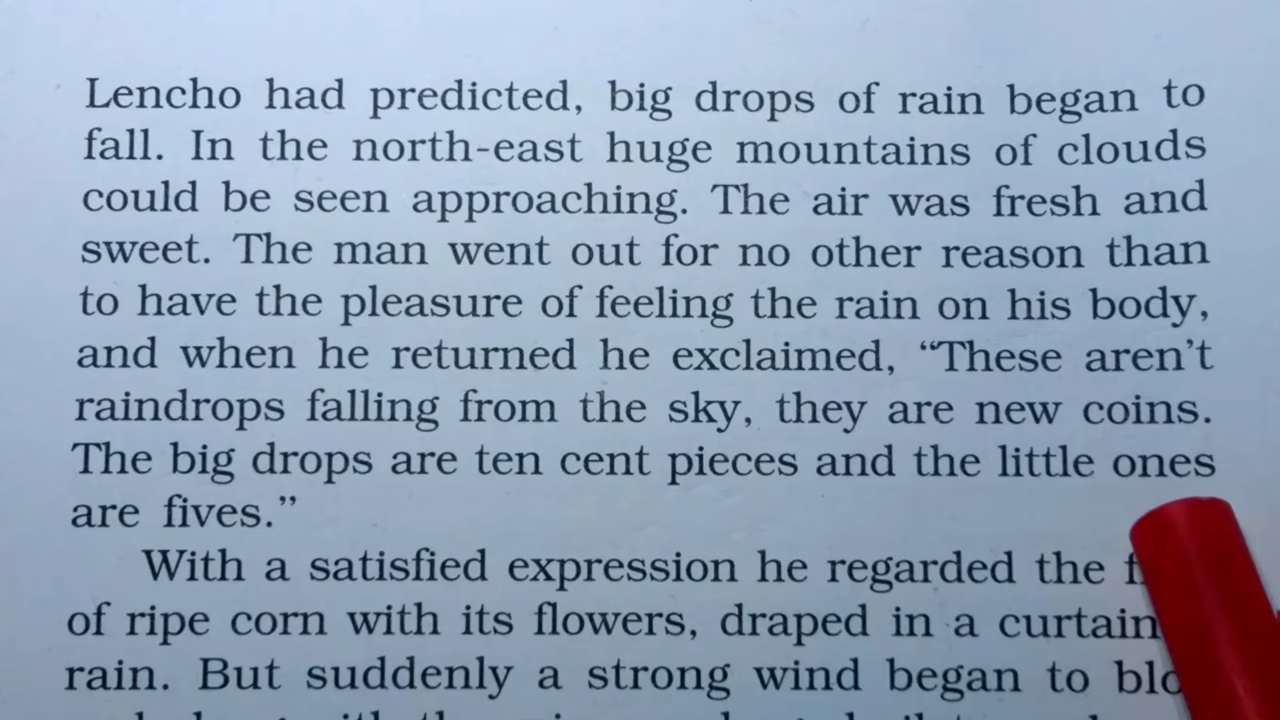 Lencho had predicted, big drops of rain began to
fall. In the north-east huge mountains of clouds
could be seen approaching. The air was fresh and
sweet. The man went out for no other reason than
to have the pleasure of feeling the rain on his body,
and when he returned he exclaimed, “These aren’t
raindrops falling from the sky, they are new coins.
The big drops are ten cent pieces and the little ones
are fives.”
With a satisfied expression he regarded the
of ripe corn with its flowers, draped in a curtain
rain. But suddenly a strong wind began to